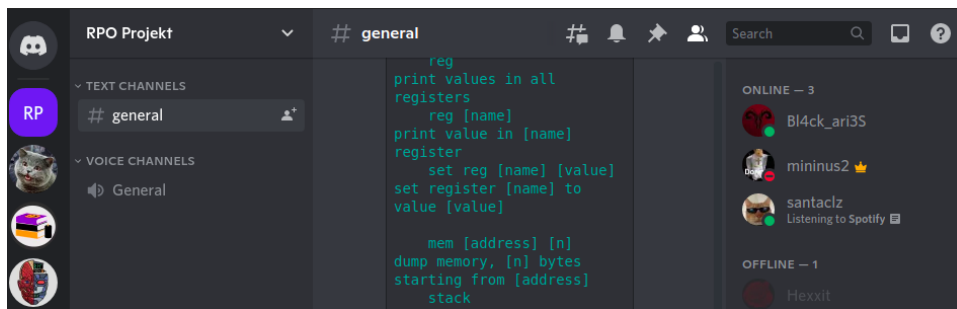 RPO Projekt
general
Search
RP
TEXT CHANNELS
general
VOICE CHANNELS
General
reg
print values in all
registers
reg [name]
print value in [name]
register
set reg [name] [value]
set register [name] to
value [value]
mem [address] [n]
dump memory, [n] bytes
starting from [address]
stack
ONLINE — 3
Bl4ck_ari3S
mininus2
santaclz
Listening to Spotify
OFFLINE — 1
Hexxit